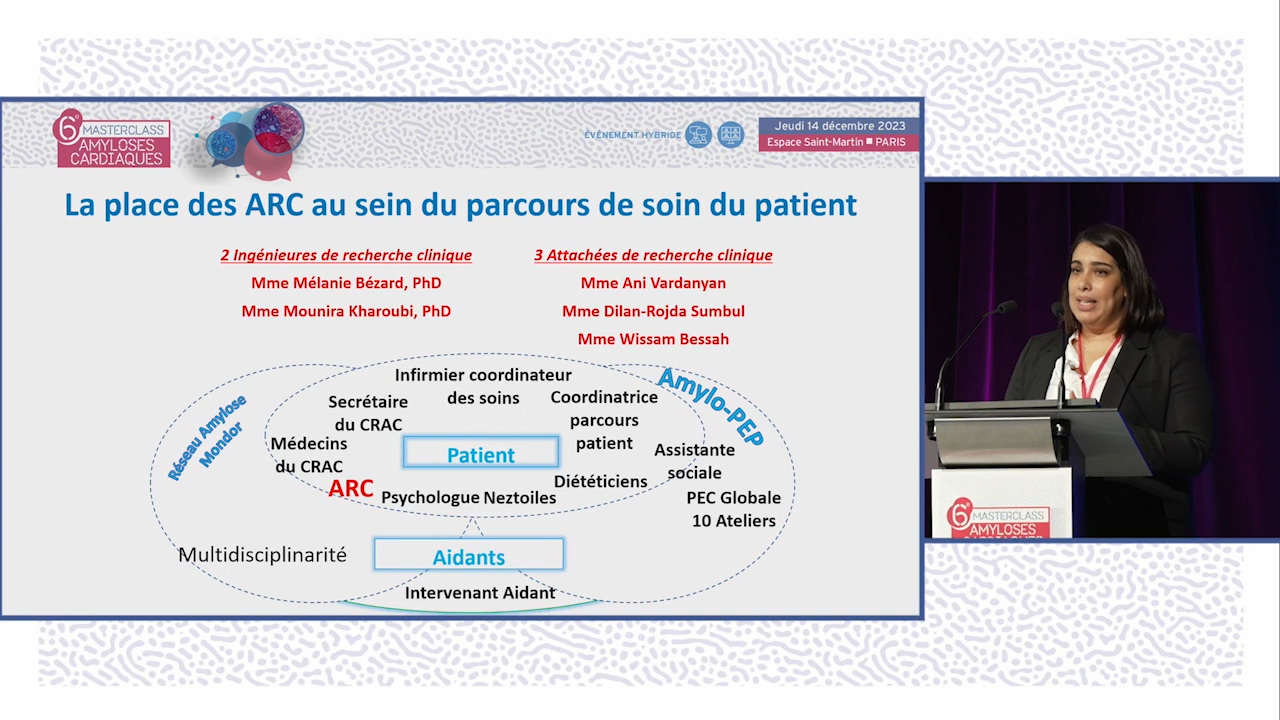 6e MASTERCLASS
AMYLOSES
CARDIAQUES
ÉVÉNEMENT HYBRIDE
Jeudi 14 décembre 2023
Espace Saint-Martin ■ PARIS
La place des ARC au sein du parcours de soin du patient
2 Ingénieures de recherche clinique
Mme Mélanie Bézard, PhD
Mme Mounira Kharoubi, PhD
3 Attachées de recherche clinique
Mme Ani Vardanyan
Mme Dilan-Rojda Sumbul
Mme Wissam Bessah
Réseau Amylose
Mondor
Amylo-PEP
Infirmier coordinateur
des soins
Secrétaire
du CRAC
Coordinatrice
parcours
patient
Médecins
du CRAC
Patient
Assistante
sociale
ARC
Psychologue
Neztoiles
Diététiciens
PEC Globale
10 Ateliers
Multidisciplinarité
Aidants
Intervenant Aidant
6e MASTERCLASS
AMYLOSES
CARDIAQUES